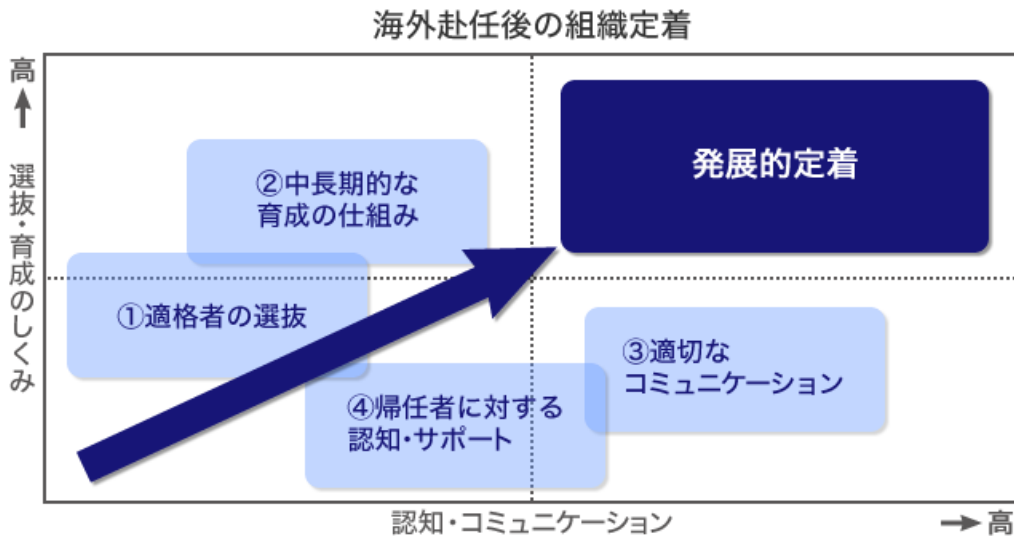 海外赴任後の組織定着
高
選抜・育成のしくみ
発展的定着
②中長期的な
育成の仕組み
①適格者の選抜
③適切な
コミュニケーション
④帰任者に対する
認知・サポート
認知・コミュニケーション
高